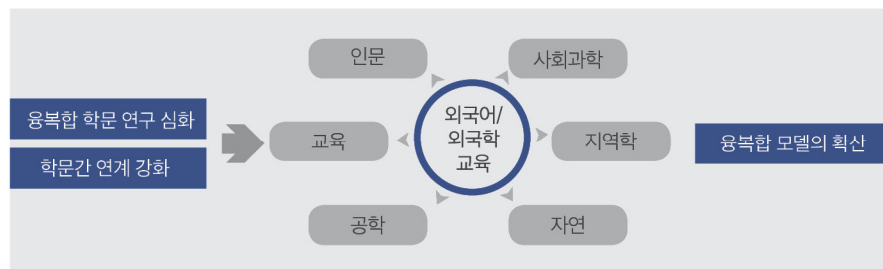 융복합 학문 연구 심화
학문간 연계 강화
인문
사회과학
교육
외국어/
외국학
교육
지역학
공학
자연
융복합 모델의 획산